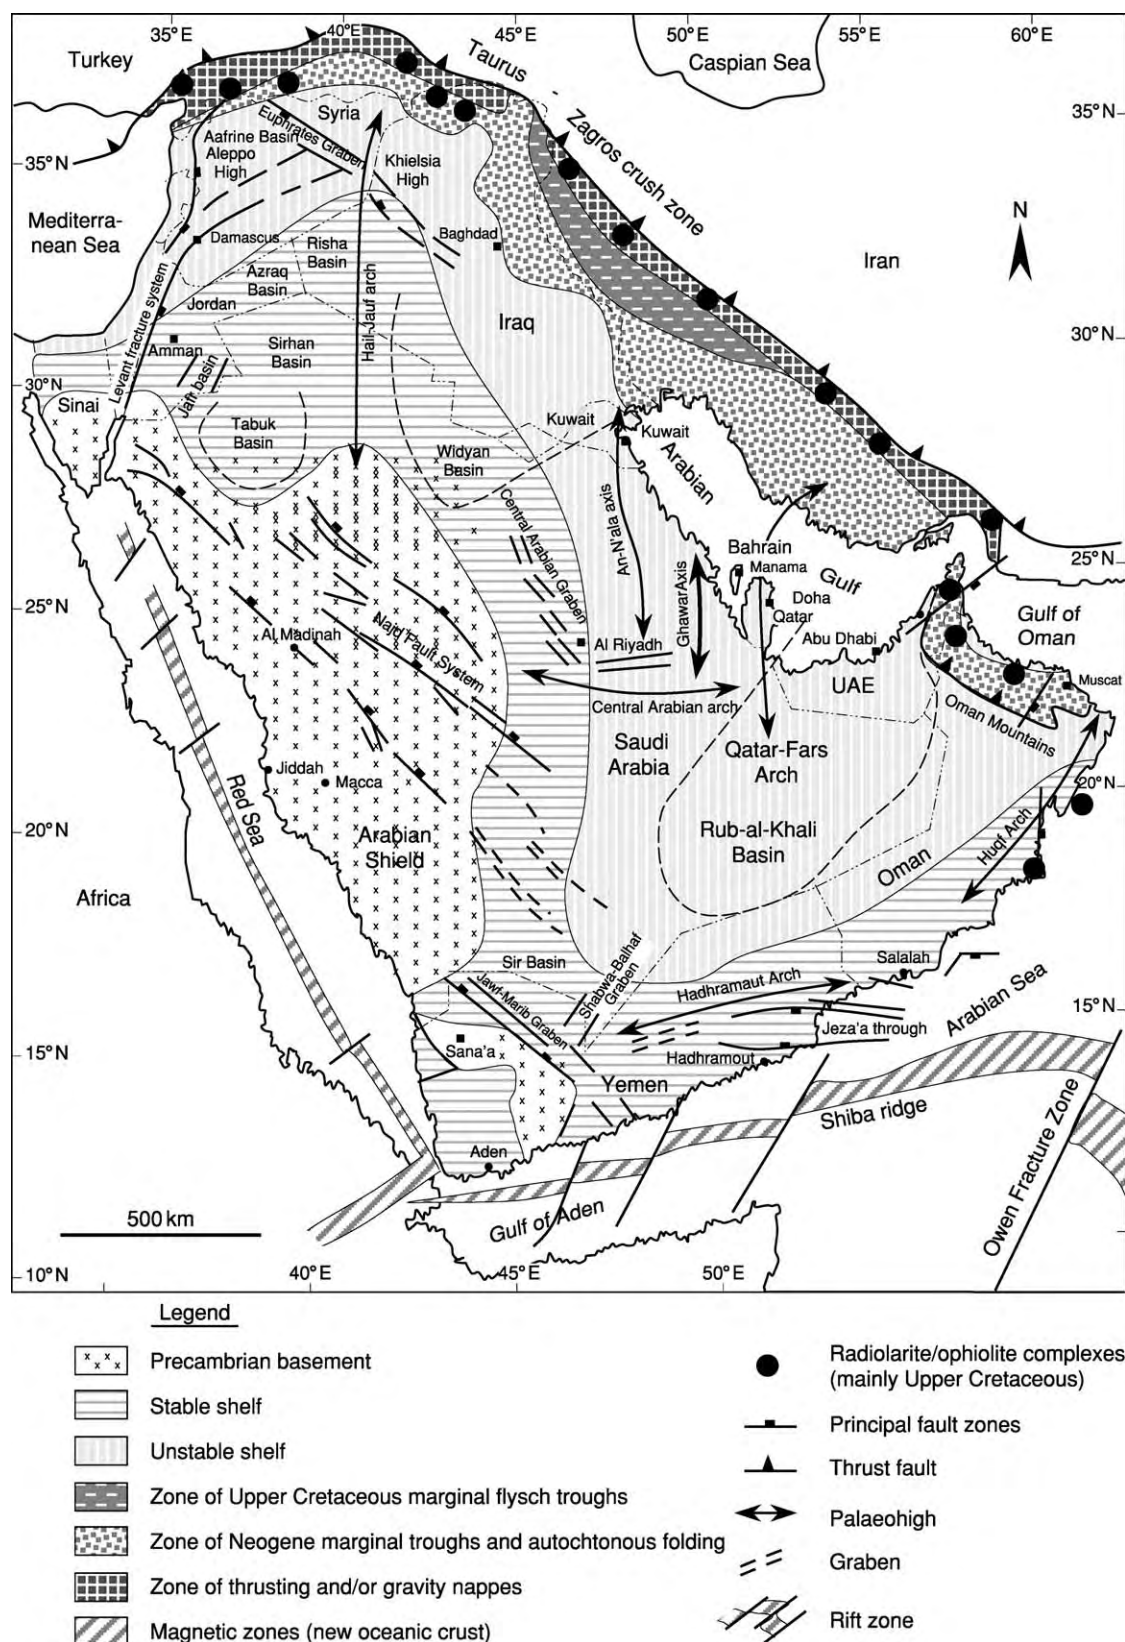 35°E
40°E
45°E
50°E
55°E
60°E
Turkey
Taurus
Caspian Sea
Syria
35°N
Euphrates Graben
Zagros crush zone
Aafrine Basin
Aleppo
High
35°N
Khielsia
High
N
Mediterra-
nean Sea
Baghdad
Damascus
Risha
Basin
Iran
Azraq
Basin
Levant fracture system
Jordan
Hail-Jauf arch
Iraq
Sirhan
Basin
Amman
30°N
30°N
Jafr basin
Sinai
Tabuk
Basin
Kuwait
Kuwait
Widyan
Basin
Arabian
Central Arabian Graben
An-N'ala axis
Bahrain
Manama
25°N
Ghawar Axis
Gulf
Doha
Qatar
25°N
Gulf of
Oman
Al Madinah
Najd Fault System
Al Riyadh
Abu Dhabi
UAE
Muscat
Central Arabian arch
Oman Mountains
Saudi
Arabia
Qatar-Fars
Arch
Jiddah
Macca
20°N
Red Sea
20°N
Arabian
Shield
Rub-al-Khali
Basin
Huqf Arch
Oman
Africa
Sir Basin
Shabwa-Balhaf
Graben
Salalah
Hadhramaut Arch
Jawf-Marib Graben
Arabian Sea
15°N
Jeza'a through
15°N
Sana'a
Hadhramout
Yemen
Shiba ridge
Owen Fracture Zone
Aden
500 km
Gulf of Aden
10°N
40°E
45°E
50°E
Legend
Precambrian basement
Stable shelf
Unstable shelf
Zone of Upper Cretaceous marginal flysch troughs
Zone of Neogene marginal troughs and autochtonous folding
Zone of thrusting and/or gravity nappes
Magnetic zones (new oceanic crust)
Radiolarite/ophiolite complexes
(mainly Upper Cretaceous)
Principal fault zones
Thrust fault
Palaeohigh
Graben
Rift zone